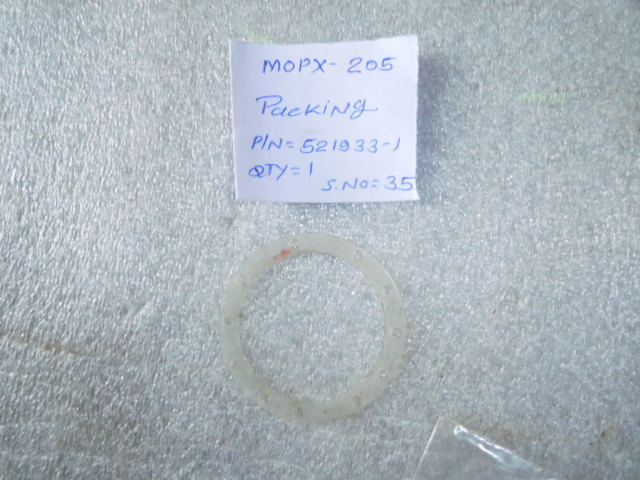 MOPX-205
Packing
P/N=521933-1
QTY=1
S.NO=35